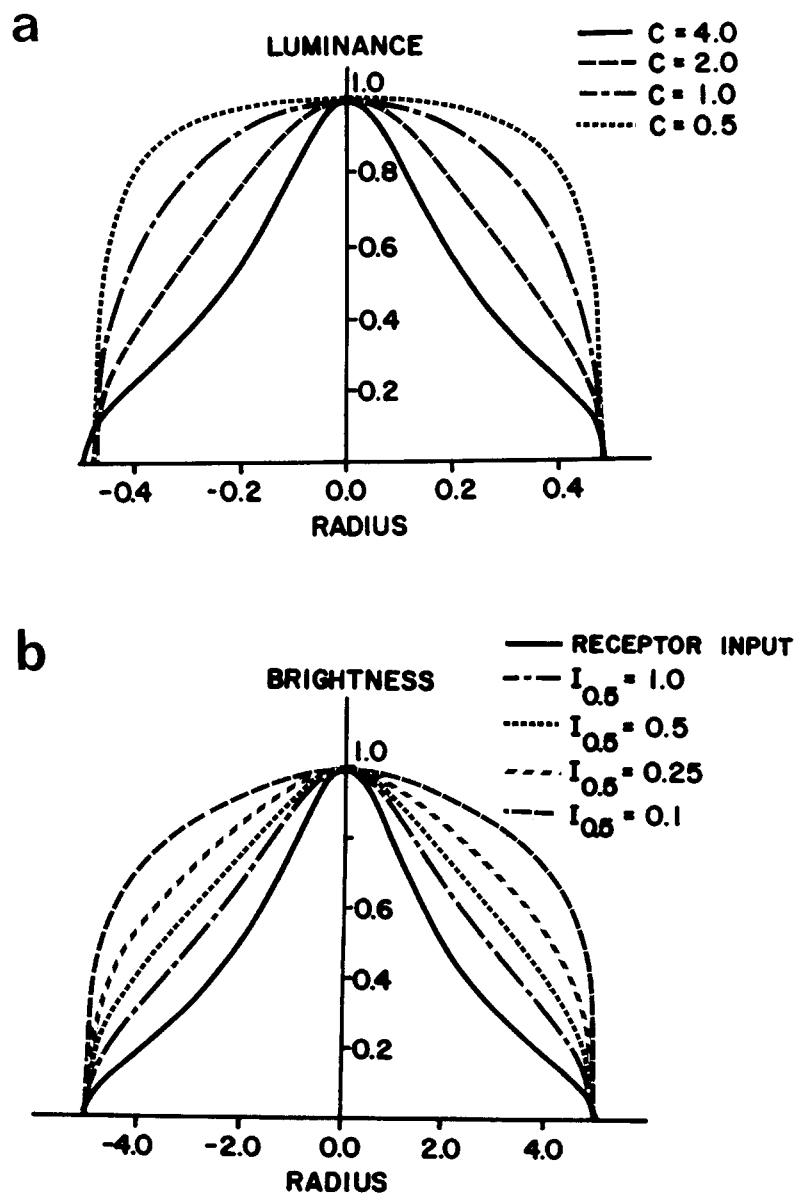 a
LUMINANCE
C = 4.0
C = 2.0
C = 1.0
C = 0.5
1.0
0.8
0.6
0.4
0.2
-0.4 -0.2 0.0 0.2 0.4
RADIUS
b
BRIGHTNESS
RECEPTOR INPUT
I0.5 = 1.0
I0.5 = 0.5
I0.5 = 0.25
I0.5 = 0.1
1.0
0.6
0.4
0.2
-4.0 -2.0 0.0 2.0 4.0
RADIUS